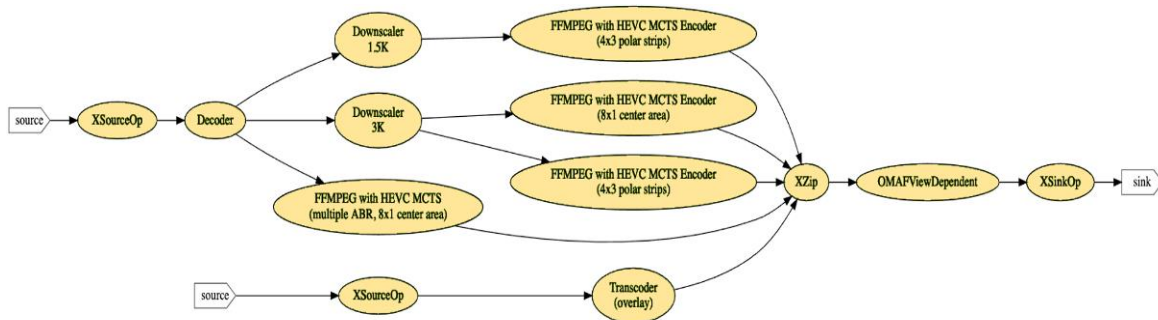 source
XSourceOp
Decoder
Downscaler
1.5K
FFMPEG with HEVC MCTS Encoder
(4x3 polar strips)
Downscaler
3K
FFMPEG with HEVC MCTS Encoder
(8x1 center area)
FFMPEG with HEVC MCTS Encoder
(4x3 polar strips)
FFMPEG with HEVC MCTS
(multiple ABR, 8x1 center area)
XZip
OMAFViewDependent
XSinkOp
sink
source
XSourceOp
Transcoder
(overlay)